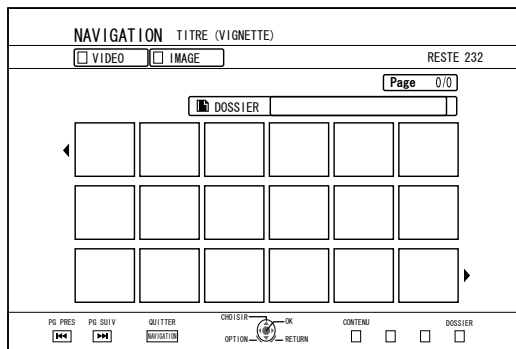 NAVIGATION TITRE (VIGNETTE)
VIDEO IMAGE RESTE 232
Page 0/0
DOSSIER
PG PRES PG SUIV QUITTER CHOISIR OK CONTENU DOSSIER
NAVIGATION OPTION RETURN